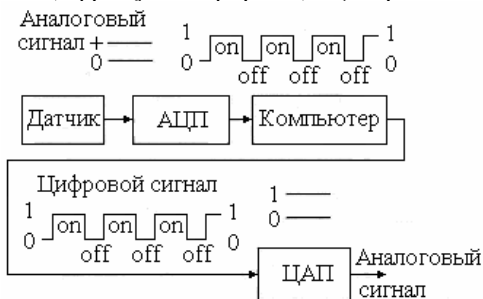 Аналоговый
сигнал + 1 on on on 1
0 0 off off off 0
Датчик АЦП Компьютер
Цифровой сигнал 1
1 on on on 1 0
0 off off off 0
ЦАП Аналоговый
сигнал